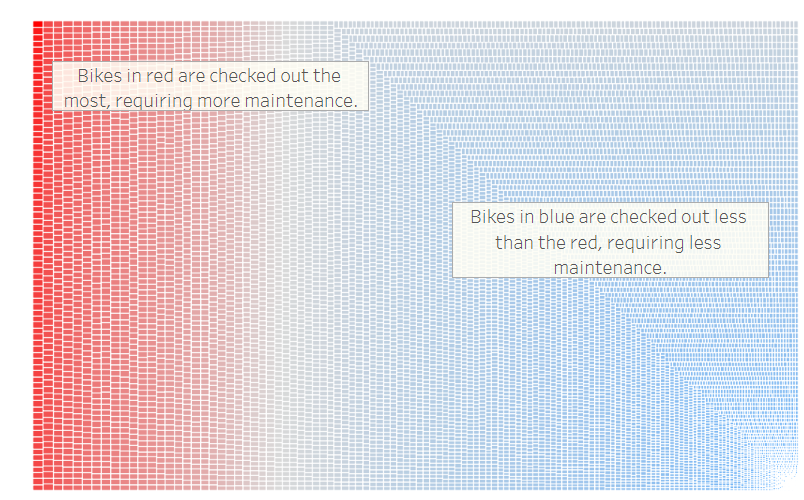 Bikes in red are checked out the
most, requiring more maintenance.
Bikes in blue are checked out less
than the red, requiring less
maintenance.